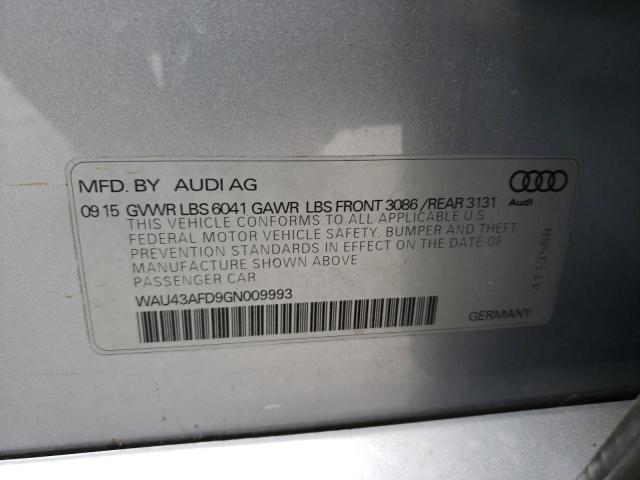 MFD. BY AUDI AG
Audi
09 15 GVWR LBS 6041 GAWR LBS FRONT 3086 /REAR 3131
THIS VEHICLE CONFORMS TO ALL APPLICABLE U S
FEDERAL MOTOR VEHICLE SAFETY, BUMPER AND THEFT
PREVENTION STANDARDS IN EFFECT ON THE DATE OF
MANUFACTURE SHOWN ABOVE
PASSENGER CAR
WAU43AFD9GN009993
GERMANY